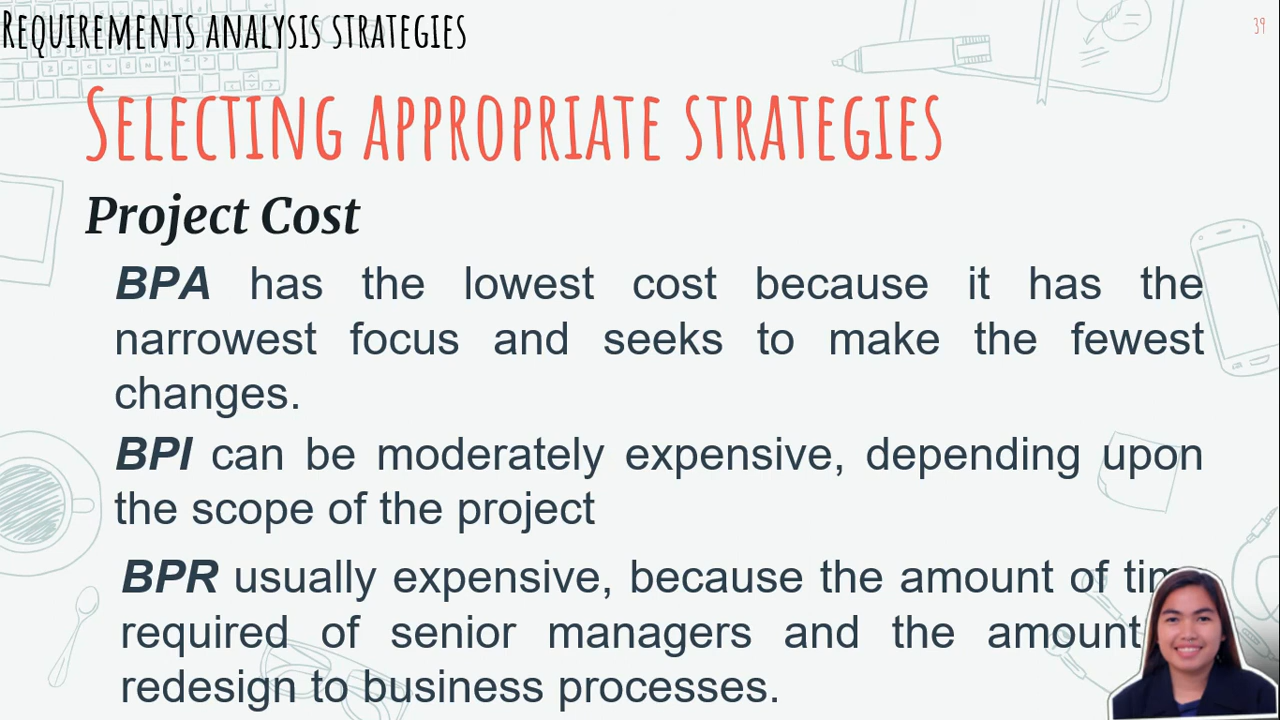 Requirements analysis strategies
39
Selecting appropriate strategies
Project Cost
BPA has the lowest cost because it has the
narrowest focus and seeks to make the fewest
changes.
BPI can be moderately expensive, depending upon
the scope of the project
BPR usually expensive, because the amount of time
required of senior managers and the amount
redesign to business processes.